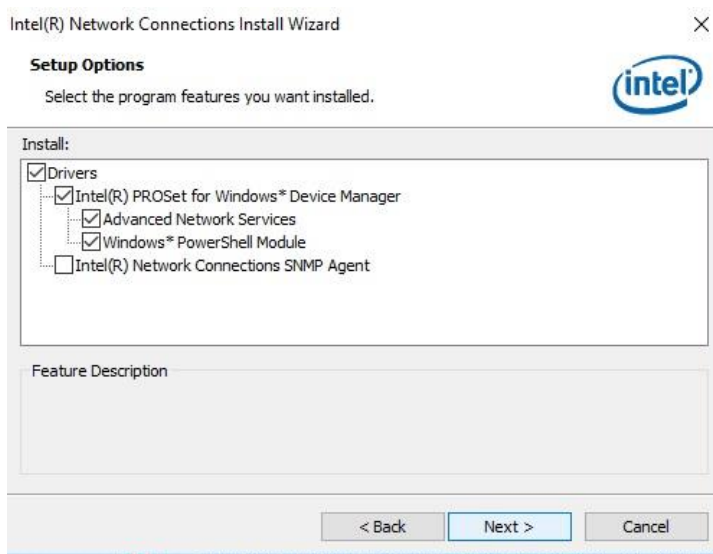 Intel(R) Network Connections Install Wizard
Setup Options
Select the program features you want installed.
intel
Install:
Drivers
Intel(R) PROSet for Windows* Device Manager
Advanced Network Services
Windows* PowerShell Module
Intel(R) Network Connections SNMP Agent
Feature Description
< Back Next > Cancel